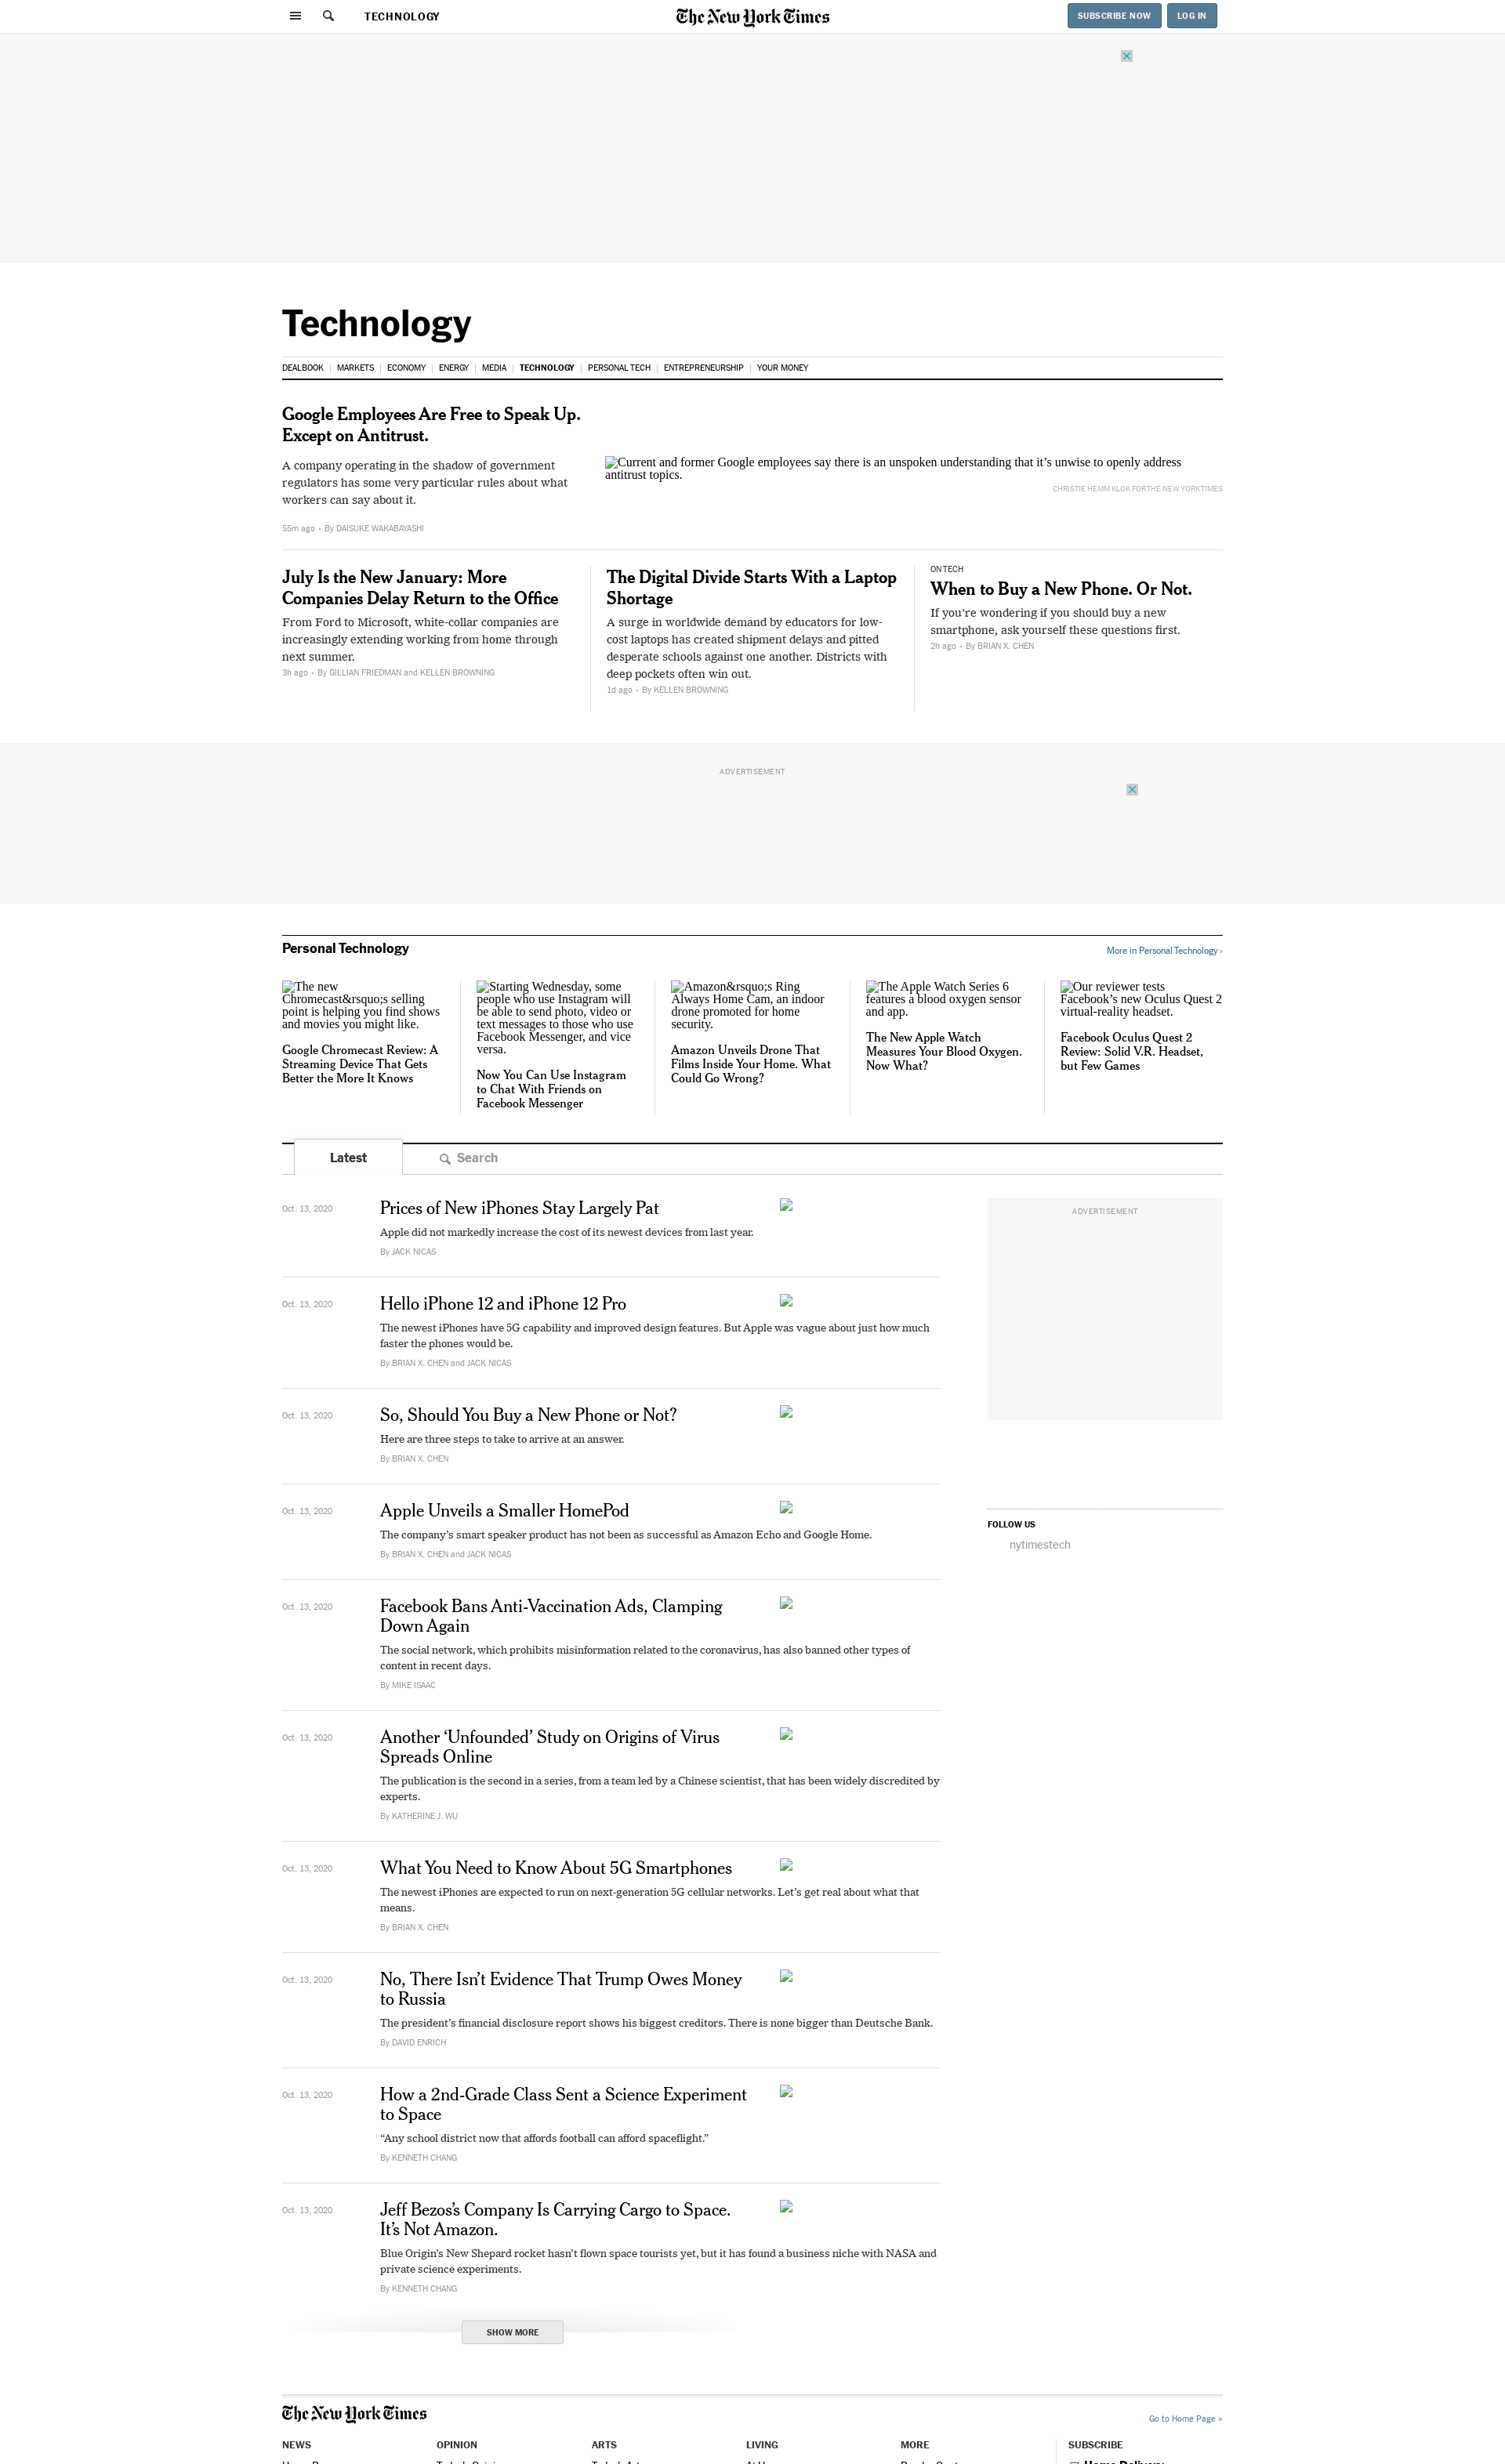 TECHNOLOGY
The New York Times
SUBSCRIBE NOW
LOG IN
Technology
DEALBOOK
MARKETS
ECONOMY
ENERGY
MEDIA
TECHNOLOGY
PERSONAL TECH
ENTREPRENEURSHIP
YOUR MONEY
Google Employees Are Free to Speak Up.
Except on Antitrust.
A company operating in the shadow of government
regulators has some very particular rules about what
workers can say about it.
55m ago • By DAISUKE WAKABAYASHI
Current and former Google employees say there is an unspoken understanding that it’s unwise to openly address
antitrust topics.
CHRISTIE HEMM KLOK FOR THE NEW YORK TIMES
July Is the New January: More
Companies Delay Return to the Office
From Ford to Microsoft, white-collar companies are
increasingly extending working from home through
next summer.
3h ago • By GILLIAN FRIEDMAN and KELLEN BROWNING
The Digital Divide Starts With a Laptop
Shortage
A surge in worldwide demand by educators for low-
cost laptops has created shipment delays and pitted
desperate schools against one another. Districts with
deep pockets often win out.
1d ago • By KELLEN BROWNING
ON TECH
When to Buy a New Phone. Or Not.
If you’re wondering if you should buy a new
smartphone, ask yourself these questions first.
2h ago • By BRIAN X. CHEN
ADVERTISEMENT
Personal Technology
More in Personal Technology ›
The new
Chromecast&rsquo;s selling
point is helping you find shows
and movies you might like.
Google Chromecast Review: A
Streaming Device That Gets
Better the More It Knows
Starting Wednesday, some
people who use Instagram will
be able to send photo, video or
text messages to those who use
Facebook Messenger, and vice
versa.
Now You Can Use Instagram
to Chat With Friends on
Facebook Messenger
Amazon&rsquo;s Ring
Always Home Cam, an indoor
drone promoted for home
security.
Amazon Unveils Drone That
Films Inside Your Home. What
Could Go Wrong?
The Apple Watch Series 6
features a blood oxygen sensor
and app.
The New Apple Watch
Measures Your Blood Oxygen.
Now What?
Our reviewer tests
Facebook’s new Oculus Quest 2
virtual-reality headset.
Facebook Oculus Quest 2
Review: Solid V.R. Headset,
but Few Games
Latest
Search
Oct. 13, 2020
Prices of New iPhones Stay Largely Pat
Apple did not markedly increase the cost of its newest devices from last year.
By JACK NICAS
Oct. 13, 2020
Hello iPhone 12 and iPhone 12 Pro
The newest iPhones have 5G capability and improved design features. But Apple was vague about just how much
faster the phones would be.
By BRIAN X. CHEN and JACK NICAS
Oct. 13, 2020
So, Should You Buy a New Phone or Not?
Here are three steps to take to arrive at an answer.
By BRIAN X. CHEN
Oct. 13, 2020
Apple Unveils a Smaller HomePod
The company’s smart speaker product has not been as successful as Amazon Echo and Google Home.
By BRIAN X. CHEN and JACK NICAS
Oct. 13, 2020
Facebook Bans Anti-Vaccination Ads, Clamping
Down Again
The social network, which prohibits misinformation related to the coronavirus, has also banned other types of
content in recent days.
By MIKE ISAAC
Oct. 13, 2020
Another ‘Unfounded’ Study on Origins of Virus
Spreads Online
The publication is the second in a series, from a team led by a Chinese scientist, that has been widely discredited by
experts.
By KATHERINE J. WU
Oct. 13, 2020
What You Need to Know About 5G Smartphones
The newest iPhones are expected to run on next-generation 5G cellular networks. Let’s get real about what that
means.
By BRIAN X. CHEN
Oct. 13, 2020
No, There Isn’t Evidence That Trump Owes Money
to Russia
The president’s financial disclosure report shows his biggest creditors. There is none bigger than Deutsche Bank.
By DAVID ENRICH
Oct. 13, 2020
How a 2nd-Grade Class Sent a Science Experiment
to Space
“Any school district now that affords football can afford spaceflight.”
By KENNETH CHANG
Oct. 13, 2020
Jeff Bezos’s Company Is Carrying Cargo to Space.
It’s Not Amazon.
Blue Origin’s New Shepard rocket hasn’t flown space tourists yet, but it has found a business niche with NASA and
private science experiments.
By KENNETH CHANG
SHOW MORE
ADVERTISEMENT
FOLLOW US
nytimestech
The New York Times
Go to Home Page »
NEWS
OPINION
ARTS
LIVING
MORE
SUBSCRIBE